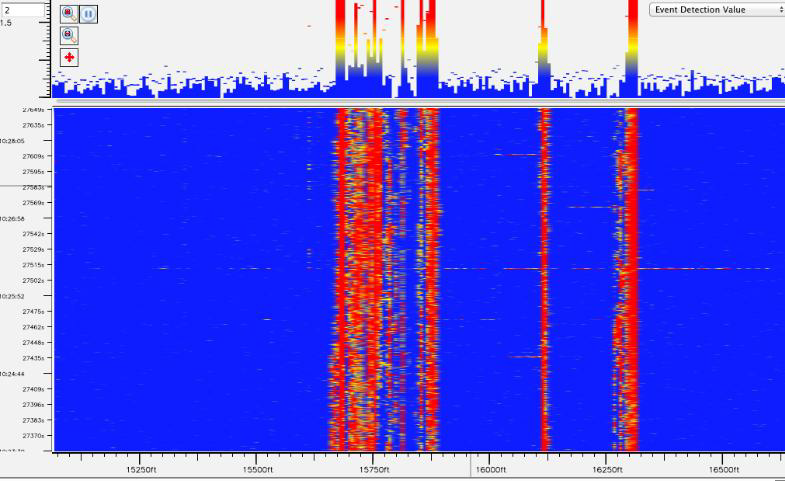 2
1.5
Event Detection Value
27649s
27635s
10:28:05
27609s
27595s
27583s
27569s
10:26:58
27542s
27529s
27515s
27502s
10:25:52
27475s
27462s
27448s
27435s
10:24:44
27409s
27396s
27383s
27370s
15250ft 15500ft 15750ft 16000ft 16250ft 16500ft